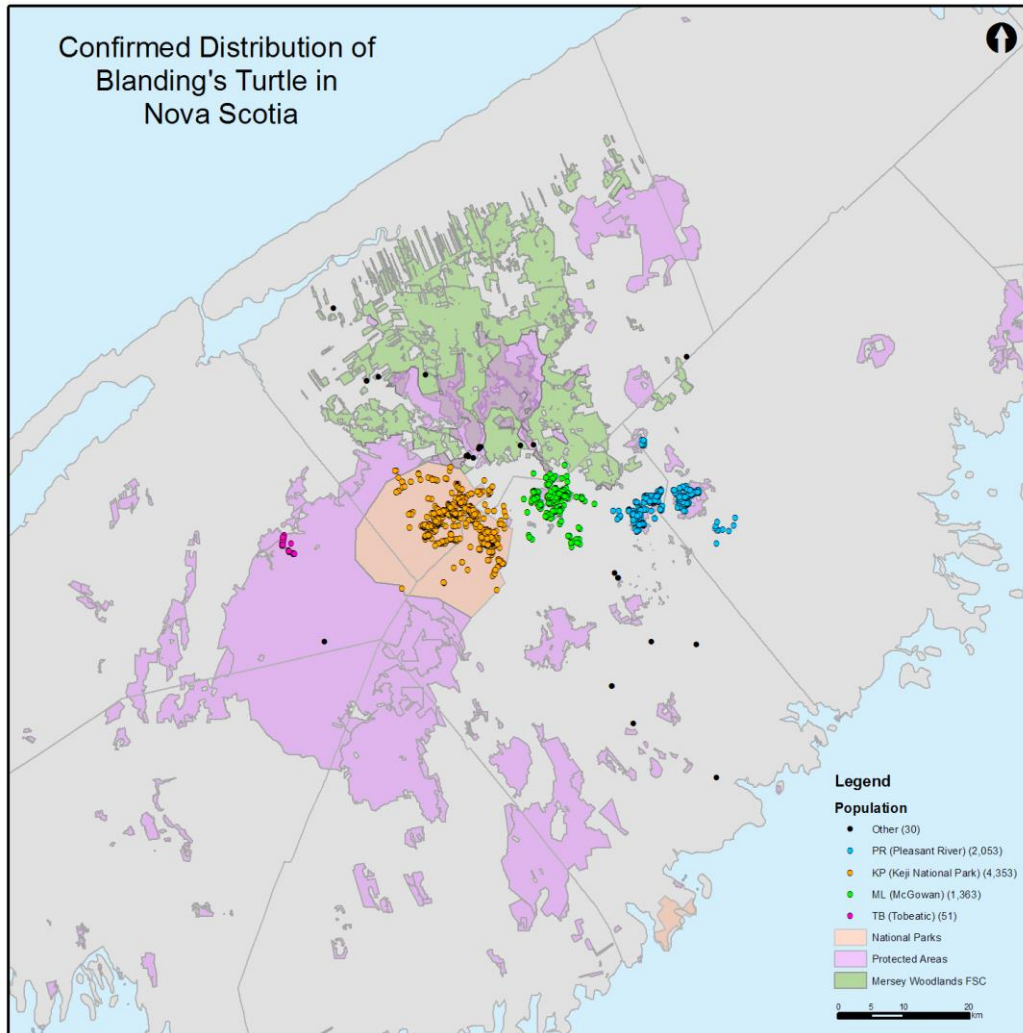 Confirmed Distribution of
Blanding's Turtle in
Nova Scotia
Legend
Population
Other (30)
PR (Pleasant River) (2,053)
KP (Keji National Park) (4,353)
ML (McGowan) (1,363)
TB (Tobeatic) (51)
National Parks
Protected Areas
Mersey Woodlands FSC
0 5 10 20
km